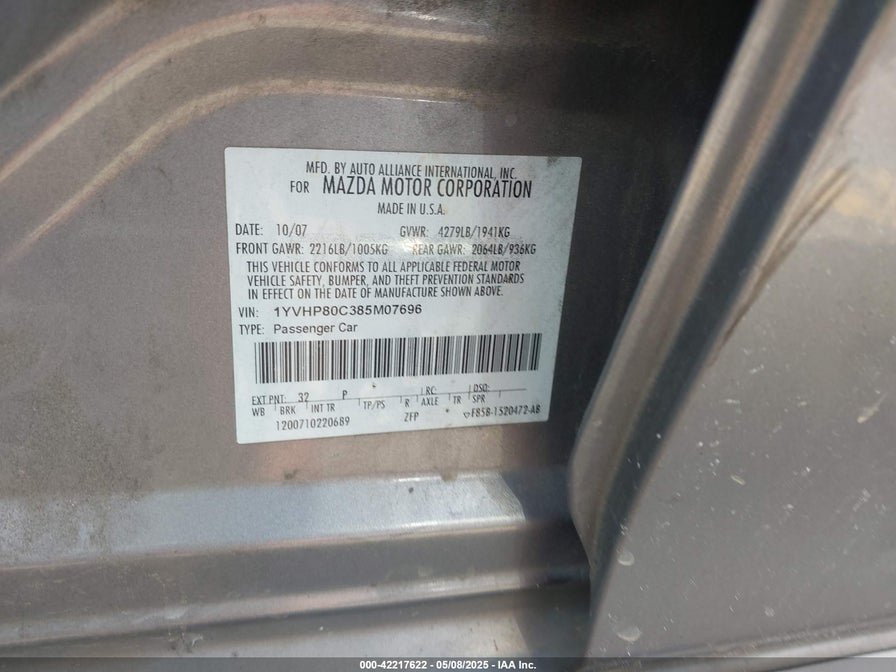 MFD. BY AUTO ALLIANCE INTERNATIONAL, INC.
FOR MAZDA MOTOR CORPORATION
MADE IN U.S.A.
DATE: 10/07 GVWR: 4279LB/1941KG
FRONT GAWR: 2216LB/1005KG REAR GAWR: 2064LB/936KG
THIS VEHICLE CONFORMS TO ALL APPLICABLE FEDERAL MOTOR
VEHICLE SAFETY, BUMPER, AND THEFT PREVENTION STANDARDS
IN EFFECT ON THE DATE OF MANUFACTURE SHOWN ABOVE.
VIN: 1YVHP80C385M07696
TYPE: Passenger Car
EXT PNT: 32 P RC: DSO:
WB BRK INT TR TP/PS R AXLE TR SPR
1200710220689 ZFP F85B-1520472-AB
000-42217622 - 05/08/2025 - IAA Inc.